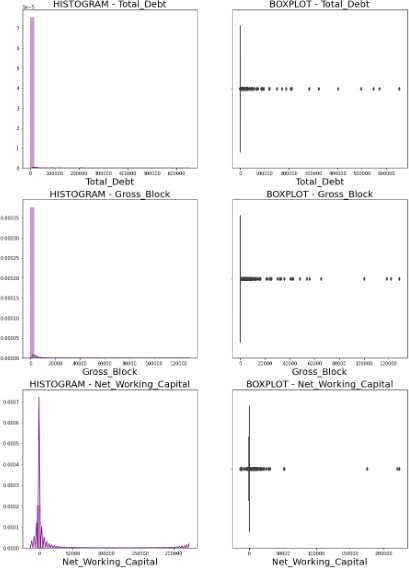 HISTOGRAM - Total_Debt
BOXPLOT - Total_Debt
1e-5
7
6
5
4
3
2
1
0
0 100000 200000 300000 400000 500000 600000
0 100000 200000 300000 400000 500000 600000
Total_Debt
Total_Debt
HISTOGRAM - Gross_Block
BOXPLOT - Gross_Block
0.00035
0.00030
0.00025
0.00020
0.00015
0.00010
0.00005
0.00000
0 20000 40000 60000 80000 100000 120000
0 20000 40000 60000 80000 100000 120000
Gross_Block
Gross_Block
HISTOGRAM - Net_Working_Capital
BOXPLOT - Net_Working_Capital
0.0007
0.0006
0.0005
0.0004
0.0003
0.0002
0.0001
0.0000
0 50000 100000 150000 200000
0 50000 100000 150000 200000
Net_Working_Capital
Net_Working_Capital